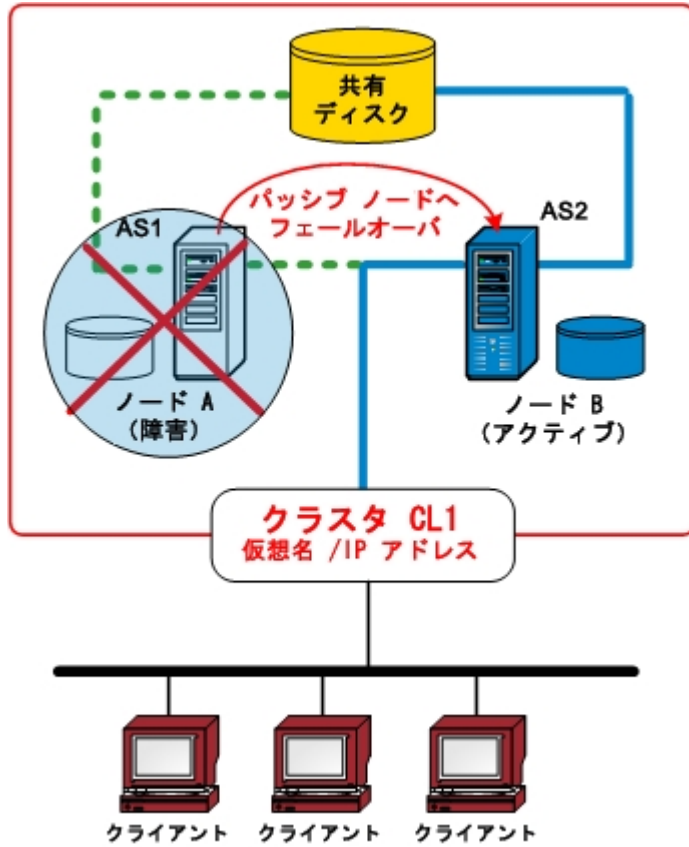 共有
ディスク
パッシブ ノードへ
フェールオーバ
AS1
AS2
ノード A
(障害)
ノード B
(アクティブ)
クラスタ CL1
仮想名 /IP アドレス
クライアント
クライアント
クライアント